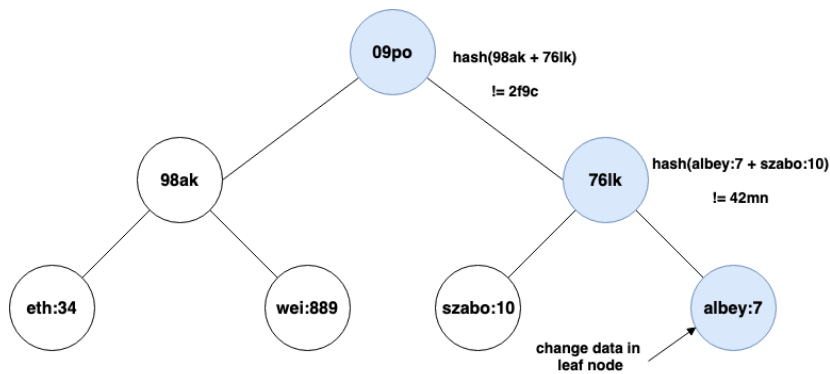 09po
hash(98ak + 76lk)
!= 2f9c
98ak
76lk
hash(albey:7 + szabo:10)
!= 42mn
eth:34
wei:889
szabo:10
albey:7
change data in
leaf node